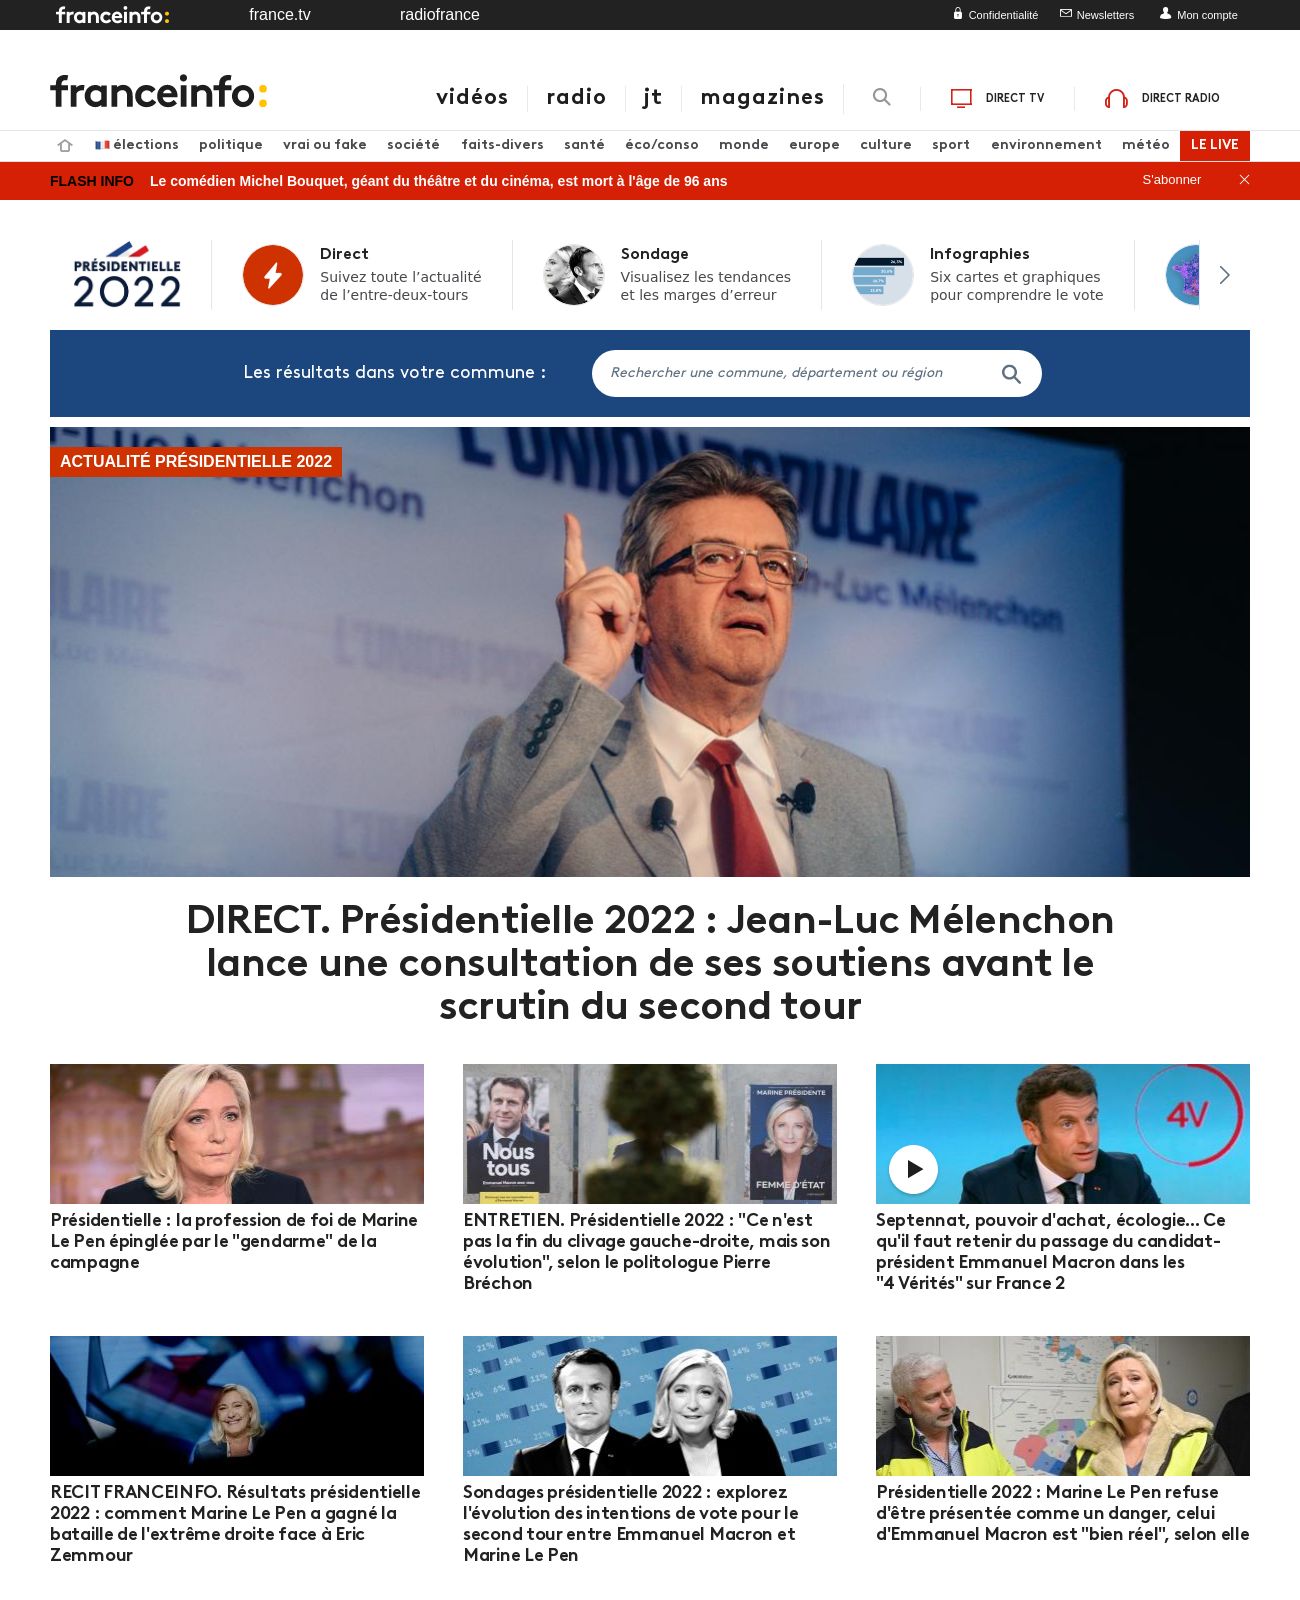 franceinfo:
france.tv
radiofrance
Confidentialité
Newsletters
Mon compte
franceinfo:
vidéos
radio
jt
magazines
DIRECT TV
DIRECT RADIO
élections
politique
vrai ou fake
société
faits-divers
santé
éco/conso
monde
europe
culture
sport
environnement
météo
LE LIVE
FLASH INFO
Le comédien Michel Bouquet, géant du théâtre et du cinéma, est mort à l'âge de 96 ans
S'abonner
PRÉSIDENTIELLE
2022
Direct
Suivez toute l’actualité
de l’entre-deux-tours
Sondage
Visualisez les tendances
et les marges d’erreur
Infographies
Six cartes et graphiques
pour comprendre le vote
Les résultats dans votre commune :
Rechercher une commune, département ou région
ACTUALITÉ PRÉSIDENTIELLE 2022
L'UNION POPULAIRE
Jean-Luc Mélenchon
DIRECT. Présidentielle 2022 : Jean-Luc Mélenchon
lance une consultation de ses soutiens avant le
scrutin du second tour
Présidentielle : la profession de foi de Marine
Le Pen épinglée par le "gendarme" de la
campagne
Nous
tous
MARINE PRÉSIDENTE
FEMME D'ÉTAT
ENTRETIEN. Présidentielle 2022 : "Ce n'est
pas la fin du clivage gauche-droite, mais son
évolution", selon le politologue Pierre
Bréchon
4V
Septennat, pouvoir d'achat, écologie... Ce
qu'il faut retenir du passage du candidat-
président Emmanuel Macron dans les
"4 Vérités" sur France 2
RECIT FRANCEINFO. Résultats présidentielle
2022 : comment Marine Le Pen a gagné la
bataille de l'extrême droite face à Eric
Zemmour
Sondages présidentielle 2022 : explorez
l'évolution des intentions de vote pour le
second tour entre Emmanuel Macron et
Marine Le Pen
Présidentielle 2022 : Marine Le Pen refuse
d'être présentée comme un danger, celui
d'Emmanuel Macron est "bien réel", selon elle